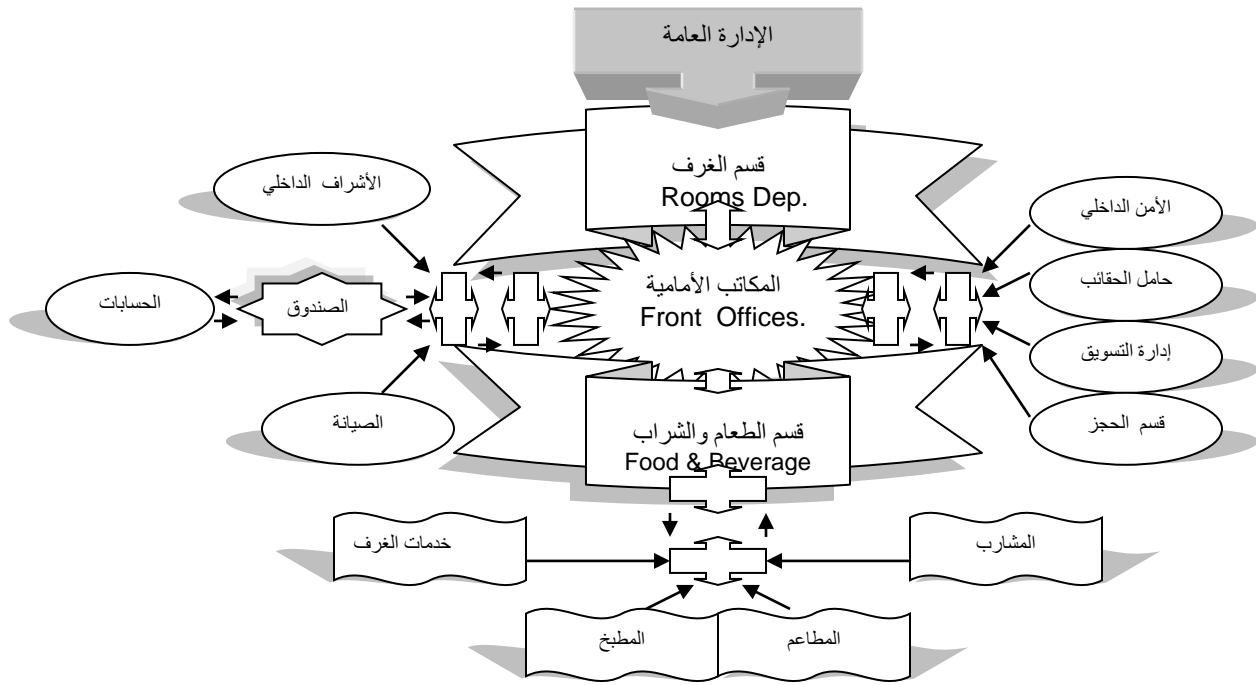 الإدارة العامة
قسم الغرف
Rooms Dep.
الأشراف الداخلي
الأمن الداخلي
حامل الحقائب
المكاتب الأمامية
Front Offices.
الحسابات
الصندوق
إدارة التسويق
الصيانة
قسم الحجز
قسم الطعام والشراب
Food & Beverage
خدمات الغرف
المشارب
المطبخ
المطاعم